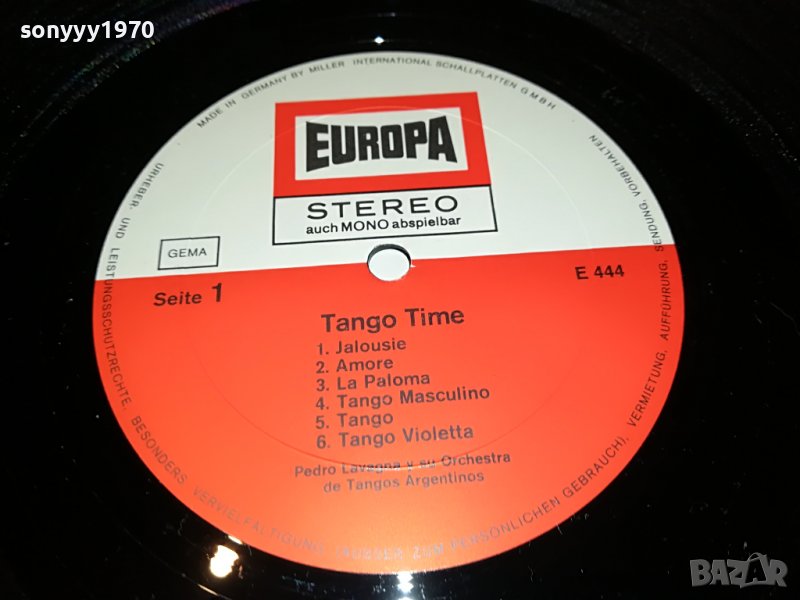 sonyyy1970
MADE IN GERMANY BY MILLER INTERNATIONAL SCHALLPLATTEN GMBH
EUROPA
STEREO
auch MONO abspielbar
GEMA
E 444
Seite 1
Tango Time
1. Jalousie
2. Amore
3. La Paloma
4. Tango Masculino
5. Tango
6. Tango Violetta
Pedro Lavagna y su Orchestra
de Tangos Argentinos
URHEBER- UND LEISTUNGSSCHUTZRECHTE, BESONDERS VERVIELFÄLTIGUNG (AUSSER ZUM PERSÖNLICHEN GEBRAUCH), VERMIETUNG, AUFFÜHRUNG, SENDUNG, VORBEHALTEN
BAZAR